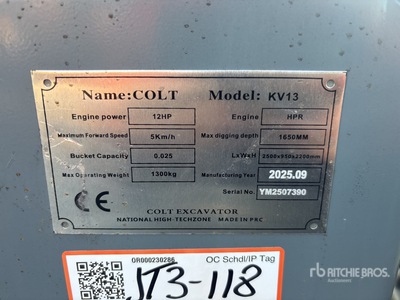 Name:COLT Model: KV13
Engine power 12HP Engine HPR
Maximum Forward Speed 5Km/h Max digging depth 1650MM
Bucket Capacity 0.025 LxWxH 2500x950x2200mm
Max Operating Weight 1300kg Manufacturing Year 2025.09
Serial No. YM2507390
CE
COLT EXCAVATOR
NATIONAL HIGH-TECHZONE MADE IN PRC
OR000230286 OC Schdl/IP Tag
JT3-118
rb RITCHIE BROS.